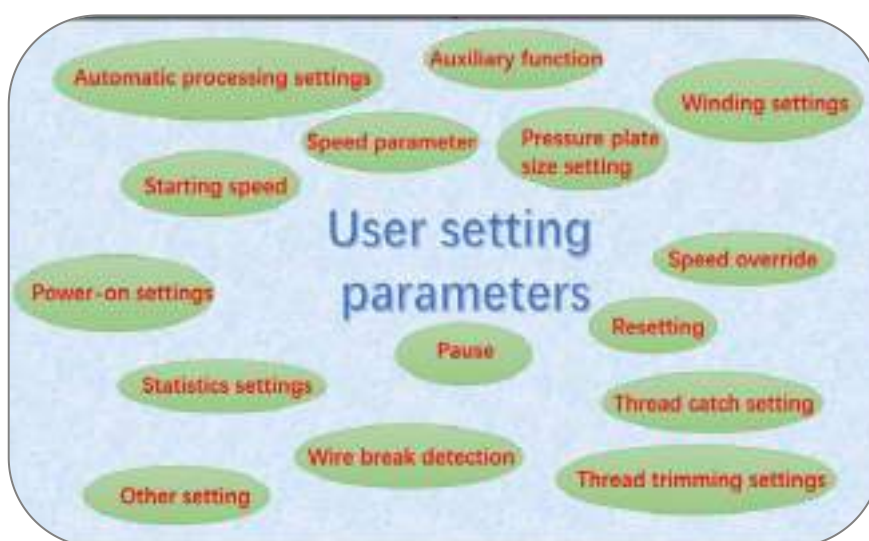 Auxiliary function
Automatic processing settings
Winding settings
Speed parameter
Pressure plate
size setting
Starting speed
User setting
parameters
Speed override
Power-on settings
Resetting
Pause
Statistics settings
Thread catch setting
Wire break detection
Thread trimming settings
Other setting